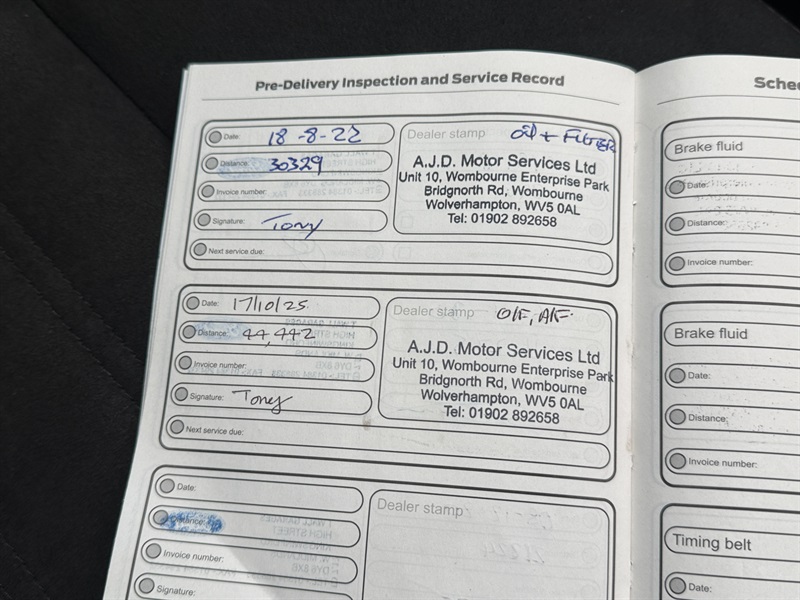 Pre-Delivery Inspection and Service Record
Date: 18-8-22
Distance: 30329
Invoice number:
Signature: Tony
Next service due:
Dealer stamp Oil + FILTER
A.J.D. Motor Services Ltd
Unit 10, Wombourne Enterprise Park
Bridgnorth Rd, Wombourne
Wolverhampton, WV5 0AL
Tel: 01902 892658
Date: 17/10/25
Distance: 44,442
Invoice number:
Signature: Tony
Next service due:
Dealer stamp O/F, A/F.
A.J.D. Motor Services Ltd
Unit 10, Wombourne Enterprise Park
Bridgnorth Rd, Wombourne
Wolverhampton, WV5 0AL
Tel: 01902 892658
Date:
Distance:
Invoice number:
Signature:
Dealer stamp
Sche
Brake fluid
Date:
Distance:
Invoice number:
Brake fluid
Date:
Distance:
Invoice number:
Timing belt
Date: